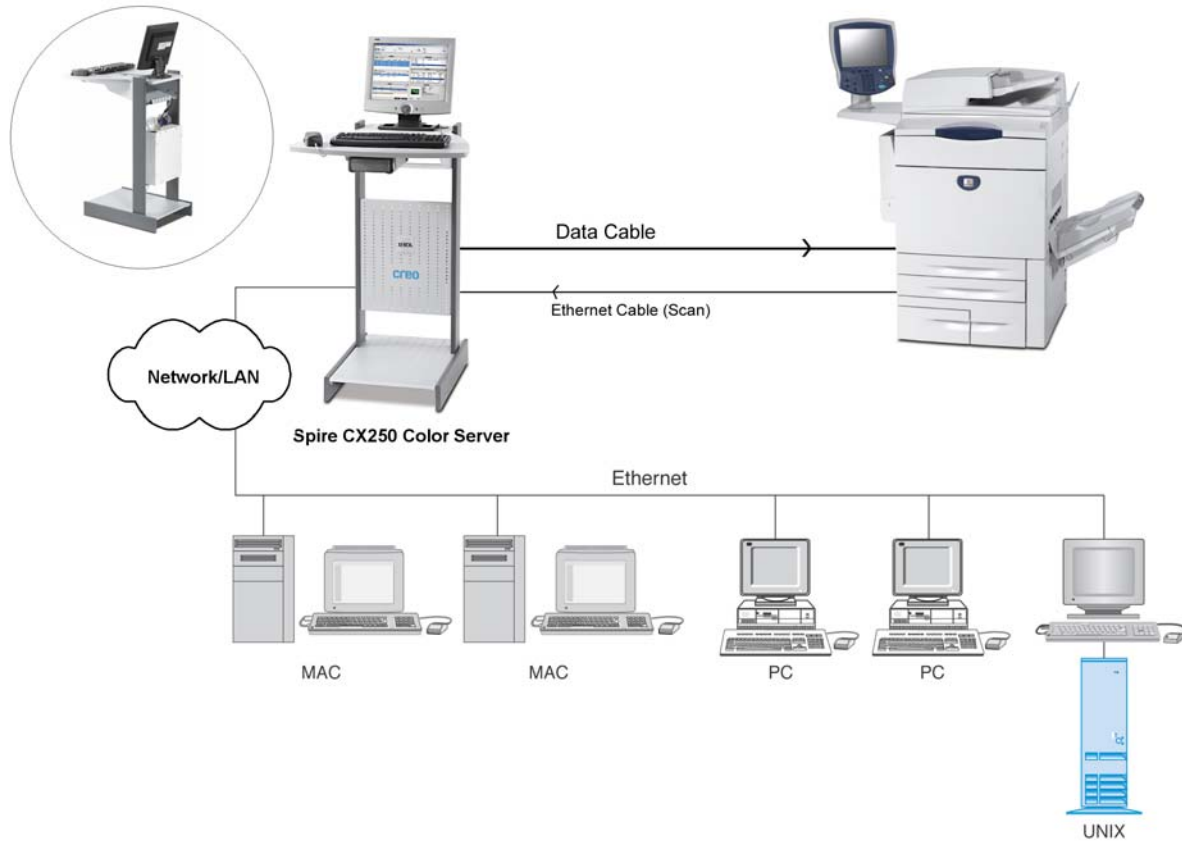 Data Cable
creo
Ethernet Cable (Scan)
Network/LAN
Spire CX250 Color Server
Ethernet
MAC
MAC
PC
PC
UNIX